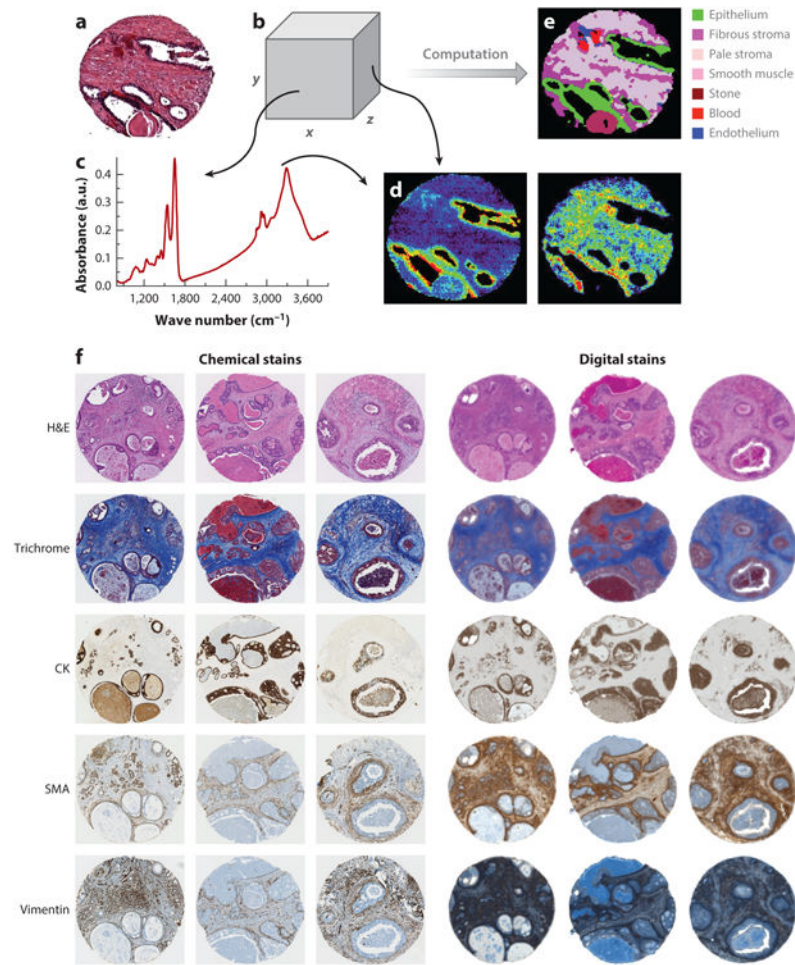 a
b
y
x
z
Computation
e
Epithelium
Fibrous stroma
Pale stroma
Smooth muscle
Stone
Blood
Endothelium
c
Absorbance (a.u.)
0.4
0.3
0.2
0.1
0.0
1,200
1,800
2,400
3,000
3,600
Wave number (cm⁻¹)
d
f
Chemical stains
Digital stains
H&E
Trichrome
CK
SMA
Vimentin